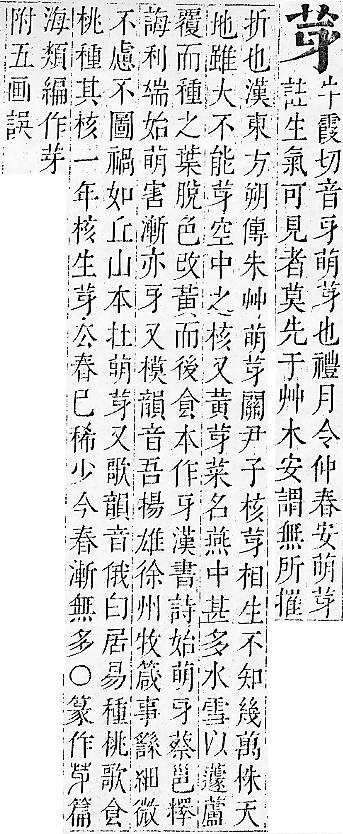 芽
牛霞切音牙萌芽也禮月令仲春安萌芽
註生氣可見者莫先于艸木安謂無所摧
折也漢東方朔傳朱艸萌芽關尹子核芽相生不知幾萬株天
地雖大不能芽空中之核又黃芽菜名燕中甚多水雪以蘧蘆
覆而種之葉脫色改黃而後食本作牙漢書詩始萌牙蔡邕釋
誨利端始萌害漸亦牙又模韻音吾楊雄徐州牧箴事繇細微
不慮不圖禍如丘山本在萌芽又歌韻音俄白居易種桃歌食
桃種其核一年核生芽厺春已稀少今春漸無多○篆作芽篇
海類編作芽
附五画誤